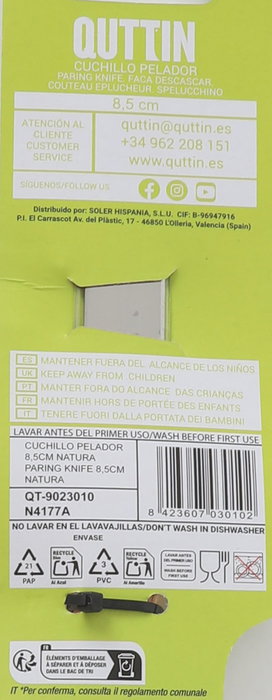 QUTTIN
CUCHILLO PELADOR
PARING KNIFE. FACA DESCASCAR.
COUTEAU EPLUCHEUR. SPELUCCHINO
8,5 cm
ATENCIÓN AL
CLIENTE
CUSTOMER
SERVICE
quttin@quttin.es
+34 962 208 151
www.quttin.es
SÍGUENOS/FOLLOW US
Distribuido por: SOLER HISPANIA, S.L.U. CIF: B-96947916
P.I. El Carrascot Av. del Plàstic, 17 - 46850 L'Olleria, Valencia (Spain)
ES MANTENER FUERA DEL ALCANCE DE LOS NIÑOS
UK KEEP AWAY FROM CHILDREN
PT MANTER FORA DO ALCANCE DAS CRIANÇAS
FR MANTENIR HORS DE PORTÉE DES ENFANTS
IT TENERE FUORI DALLA PORTATA DEI BAMBINI
LAVAR ANTES DEL PRIMER USO/WASH BEFORE FIRST USE
CUCHILLO PELADOR
8,5CM NATURA
PARING KNIFE 8,5CM
NATURA
QT-9023010
N4177A
8 423607 030102
NO LAVAR EN EL LAVAVAJILLAS/DON'T WASH IN DISHWASHER
ENVASE
21
PAP
RECYCLE
Blue
Al Azul
3
PVC
RECYCLE
Yellow
Al Amarillo
LAVAR ANTES
DEL PRIMER USO
WASH BEFORE
FIRST USE
FR
ÉLÉMENTS D'EMBALLAGE
À SÉPARER ET À DÉPOSER
DANS LE BAC DE TRI
IT *Per conferma, consulta il regolamento comunale